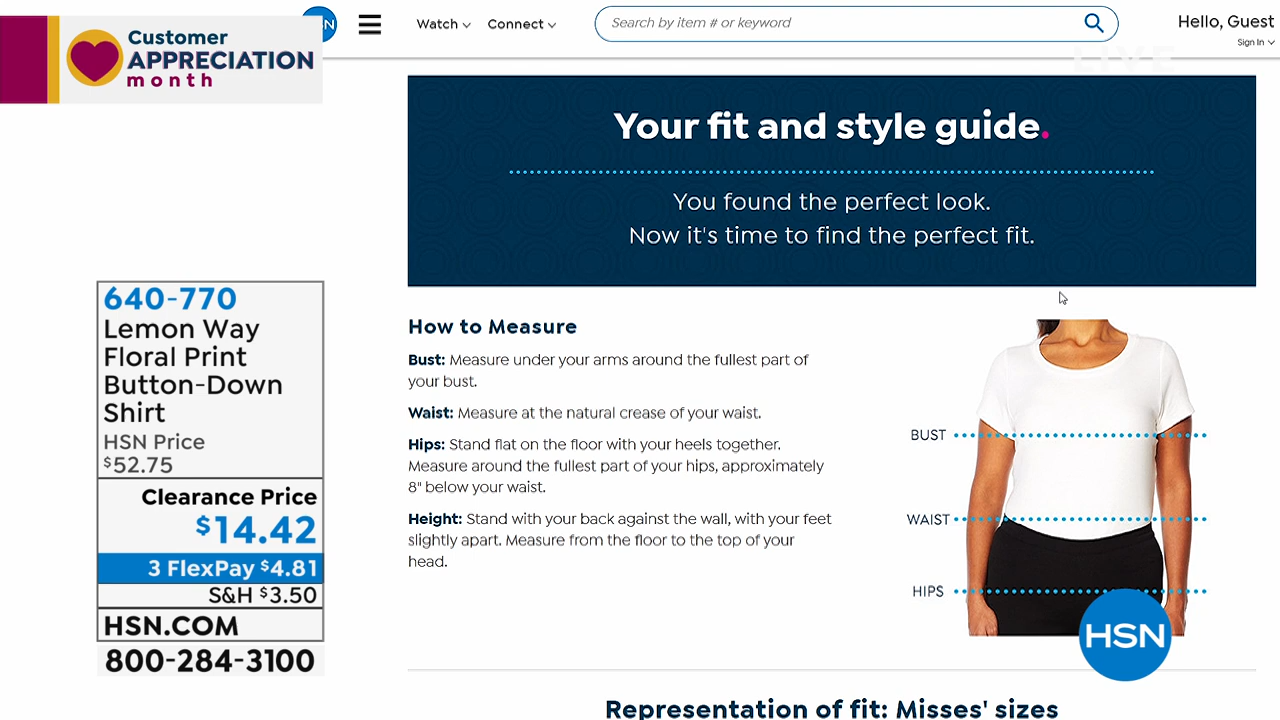 Customer
APPRECIATION
month
HSN
Watch
Connect
Search by item # or keyword
Hello, Guest
Sign In
LIVE
Your fit and style guide.
You found the perfect look.
Now it's time to find the perfect fit.
640-770
Lemon Way
Floral Print
Button-Down
Shirt
HSN Price
$52.75
Clearance Price
$14.42
3 FlexPay $4.81
S&H $3.50
HSN.COM
800-284-3100
How to Measure
Bust: Measure under your arms around the fullest part of
your bust.
Waist: Measure at the natural crease of your waist.
Hips: Stand flat on the floor with your heels together.
Measure around the fullest part of your hips, approximately
8" below your waist.
Height: Stand with your back against the wall, with your feet
slightly apart. Measure from the floor to the top of your
head.
BUST
WAIST
HIPS
HSN
Representation of fit: Misses' sizes